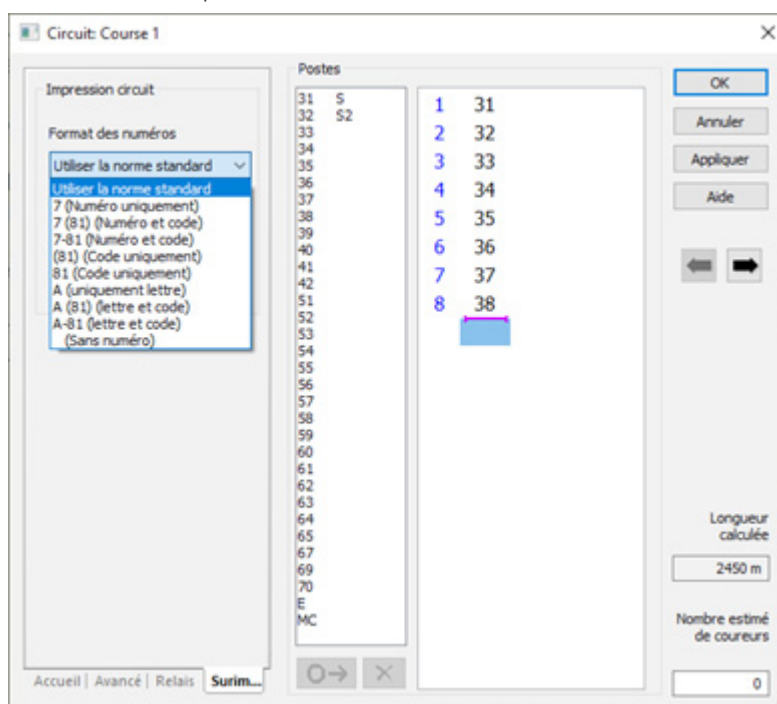 Circuit: Course 1
Impression circuit
Format des numéros
Utiliser la norme standard
Utiliser la norme standard
7 (Numéro uniquement)
7 (81) (Numéro et code)
7-81 (Numéro et code)
(81) (Code uniquement)
81 (Code uniquement)
A (uniquement lettre)
A (81) (lettre et code)
A-81 (lettre et code)
(Sans numéro)
Accueil | Avancé | Relais Surim...
Postes
31 S
32 S2
33
34
35
36
37
38
39
40
41
42
51
52
53
54
55
56
57
58
59
60
61
62
63
64
65
67
69
70
E
MC
1 31
2 32
3 33
4 34
5 35
6 36
7 37
8 38
OK
Annuler
Appliquer
Aide
Longueur
calculée
2450 m
Nombre estimé
de coureurs
0